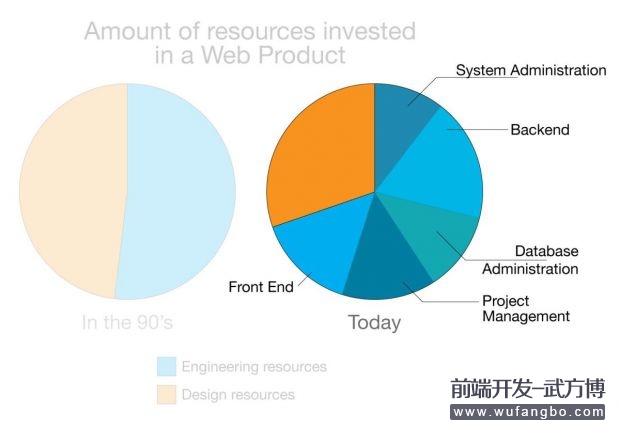 Amount of resources invested
in a Web Product
System Administration
Backend
Database
Administration
Project
Management
Front End
In the 90's
Today
Engineering resources
Design resources
前端开发-武方博
www.wufangbo.com